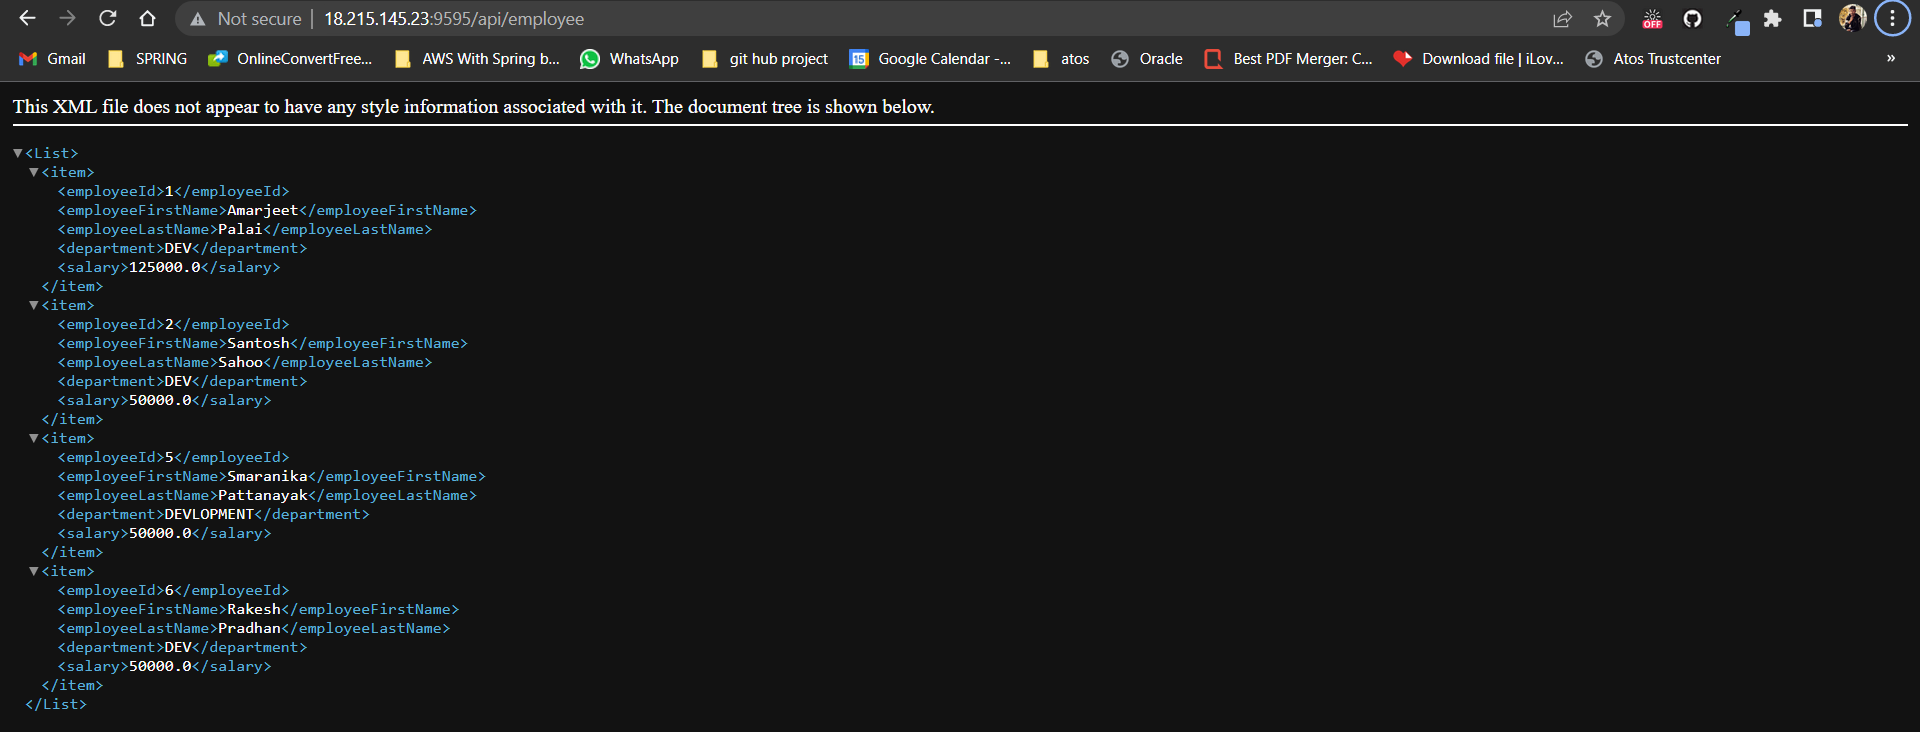 Not secure 18.215.145.23:9595/api/employee
OFF
Gmail SPRING OnlineConvertFree... AWS With Spring b... WhatsApp git hub project 15 Google Calendar -... atos Oracle Best PDF Merger: C... Download file | iLov... Atos Trustcenter »
This XML file does not appear to have any style information associated with it. The document tree is shown below.
▼<List>
▼<item>
<employeeId>1</employeeId>
<employeeFirstName>Amarjeet</employeeFirstName>
<employeeLastName>Palai</employeeLastName>
<department>DEV</department>
<salary>125000.0</salary>
</item>
▼<item>
<employeeId>2</employeeId>
<employeeFirstName>Santosh</employeeFirstName>
<employeeLastName>Sahoo</employeeLastName>
<department>DEV</department>
<salary>50000.0</salary>
</item>
▼<item>
<employeeId>5</employeeId>
<employeeFirstName>Smaranika</employeeFirstName>
<employeeLastName>Pattanayak</employeeLastName>
<department>DEVLOPMENT</department>
<salary>50000.0</salary>
</item>
▼<item>
<employeeId>6</employeeId>
<employeeFirstName>Rakesh</employeeFirstName>
<employeeLastName>Pradhan</employeeLastName>
<department>DEV</department>
<salary>50000.0</salary>
</item>
</List>